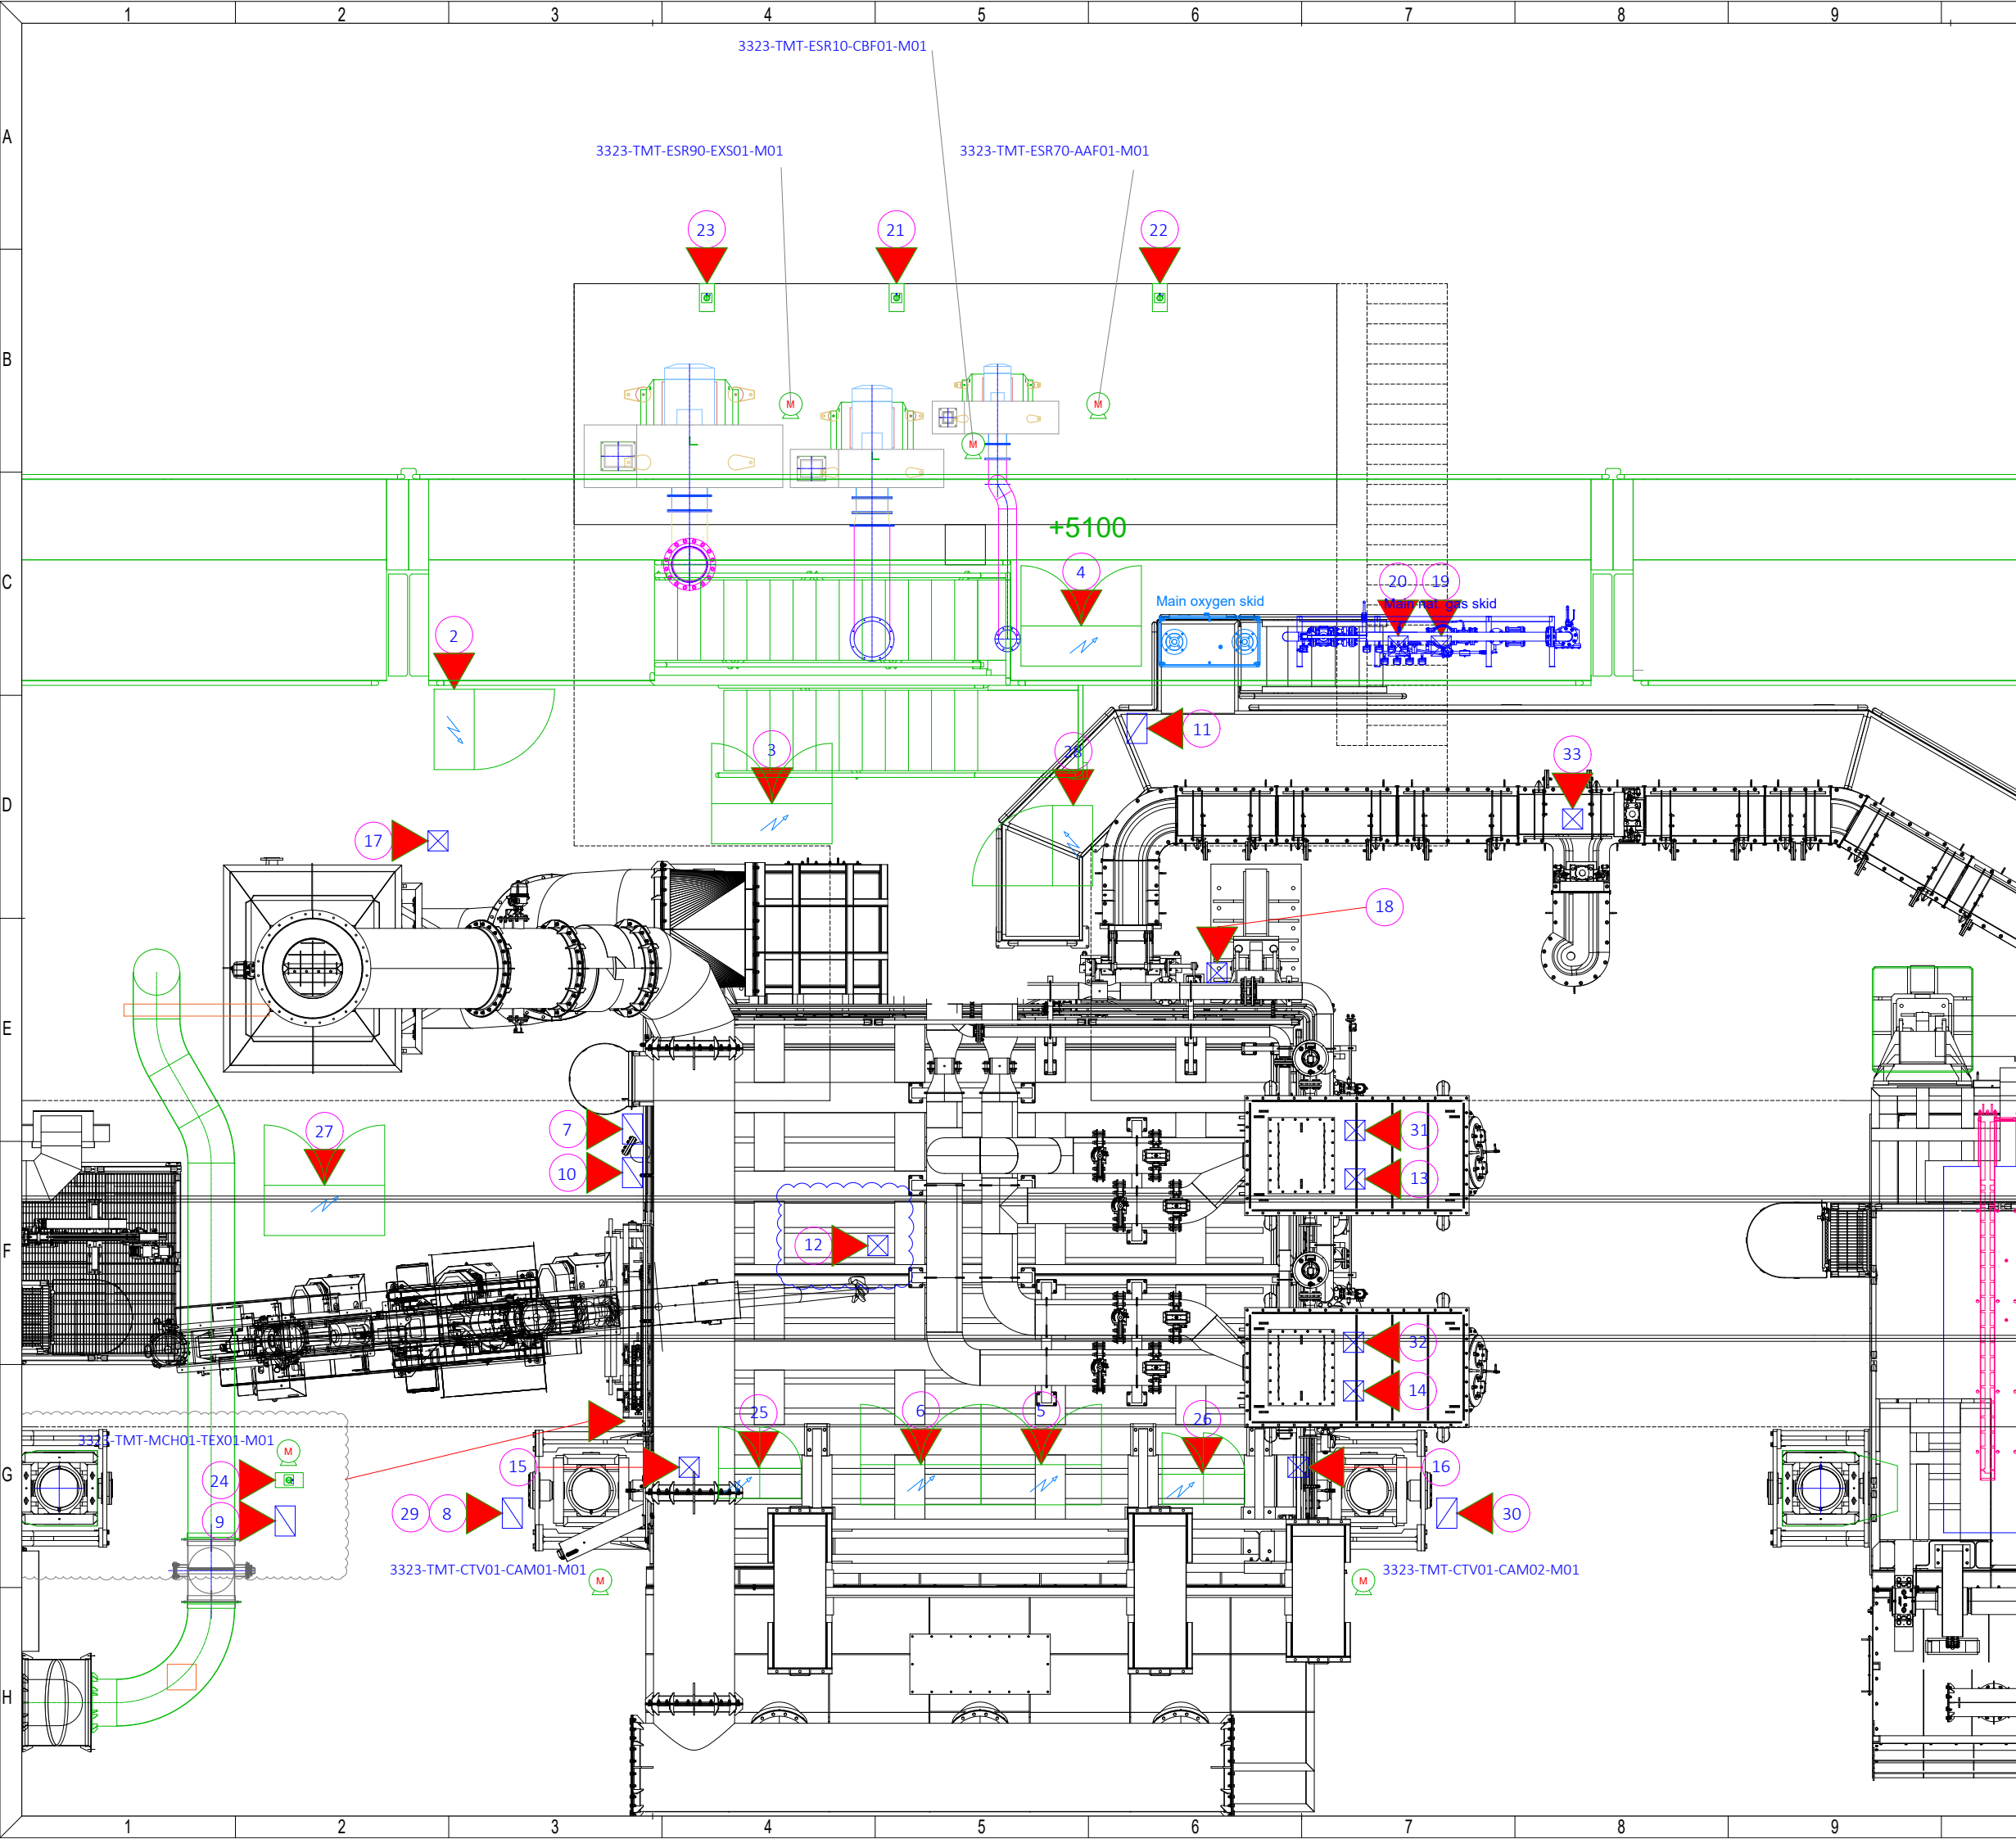 1 2 3 4 5 6 7 8 9
3323-TMT-ESR10-CBF01-M01
A
3323-TMT-ESR90-EXS01-M01
3323-TMT-ESR70-AAF01-M01
23
21
22
B
M
M
M
+5100
4
C
20
19
Main oxygen skid
Main nat. gas skid
2
11
3
28
33
D
17
18
E
7
27
31
10
13
F
12
32
14
25
6
5
26
3323-TMT-MCH01-TEX01-M01
M
15
16
G
24
29
8
9
30
3323-TMT-CTV01-CAM01-M01
M
M
3323-TMT-CTV01-CAM02-M01
H
1 2 3 4 5 6 7 8 9